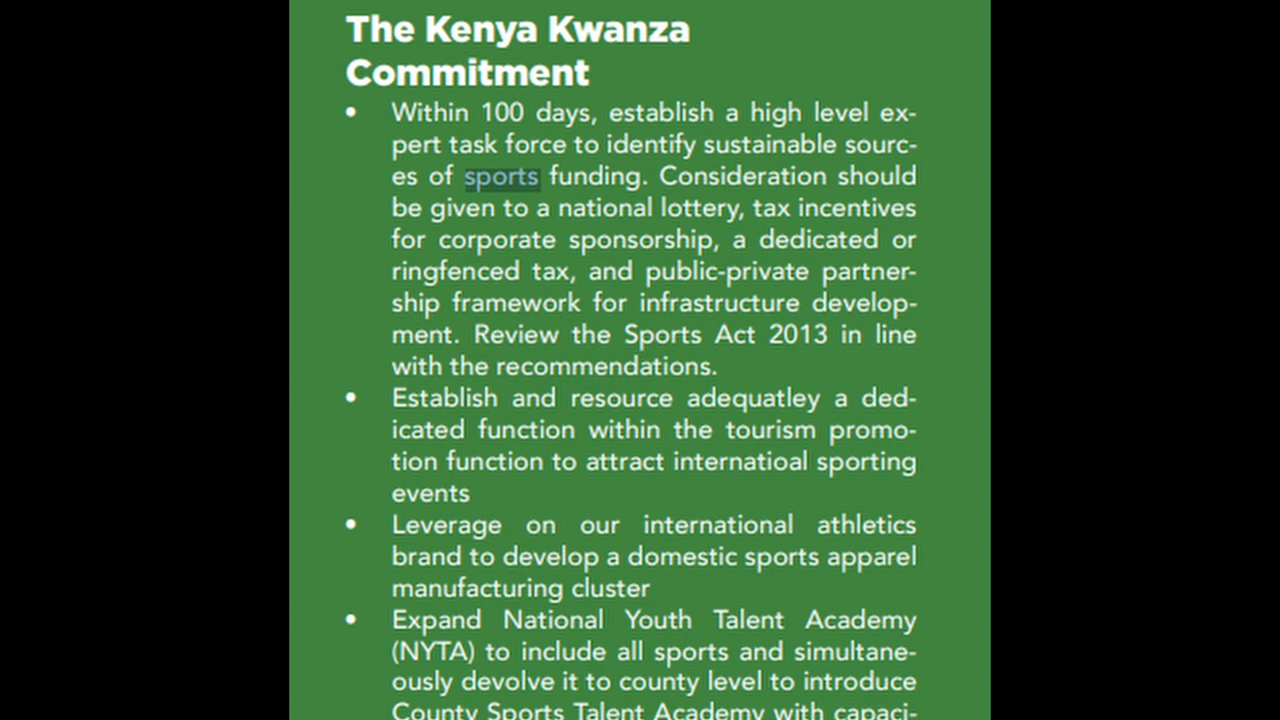 The Kenya Kwanza
Commitment
• Within 100 days, establish a high level ex-
pert task force to identify sustainable sourc-
es of sports funding. Consideration should
be given to a national lottery, tax incentives
for corporate sponsorship, a dedicated or
ringfenced tax, and public-private partner-
ship framework for infrastructure develop-
ment. Review the Sports Act 2013 in line
with the recommendations.
• Establish and resource adequatley a ded-
icated function within the tourism promo-
tion function to attract internatioal sporting
events
• Leverage on our international athletics
brand to develop a domestic sports apparel
manufacturing cluster
• Expand National Youth Talent Academy
(NYTA) to include all sports and simultane-
ously devolve it to county level to introduce
County Sports Talent Academy with capaci-